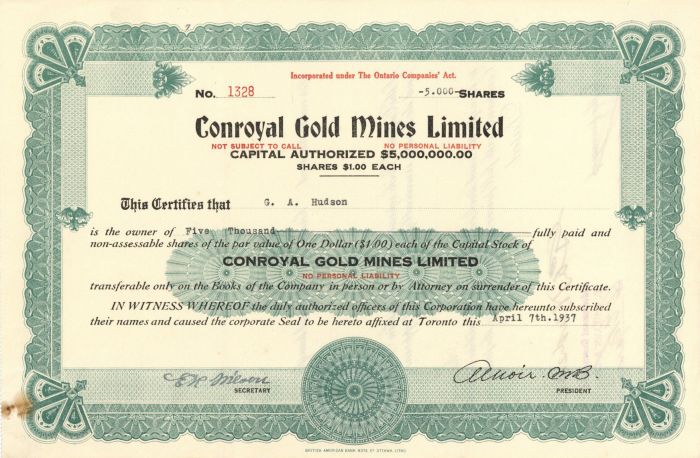 Incorporated under The Ontario Companies' Act.
No. 1328 -5.000-SHARES
Conroyal Gold Mines Limited
NOT SUBJECT TO CALL NO PERSONAL LIABILITY
CAPITAL AUTHORIZED $5,000,000.00
SHARES $1.00 EACH
This Certifies that G. A. Hudson
is the owner of Five Thousand fully paid and
non-assessable shares of the par value of One Dollar ($1.00) each of the Capital Stock of
CONROYAL GOLD MINES LIMITED
NO PERSONAL LIABILITY
transferable only on the Books of the Company in person or by Attorney on surrender of this Certificate.
IN WITNESS WHEREOF the duly authorized officers of this Corporation have hereunto subscribed
their names and caused the corporate Seal to be hereto affixed at Toronto this April 7th.1937
SECRETARY PRESIDENT
BRITISH AMERICAN BANK NOTE Cº OTTAWA LITHO